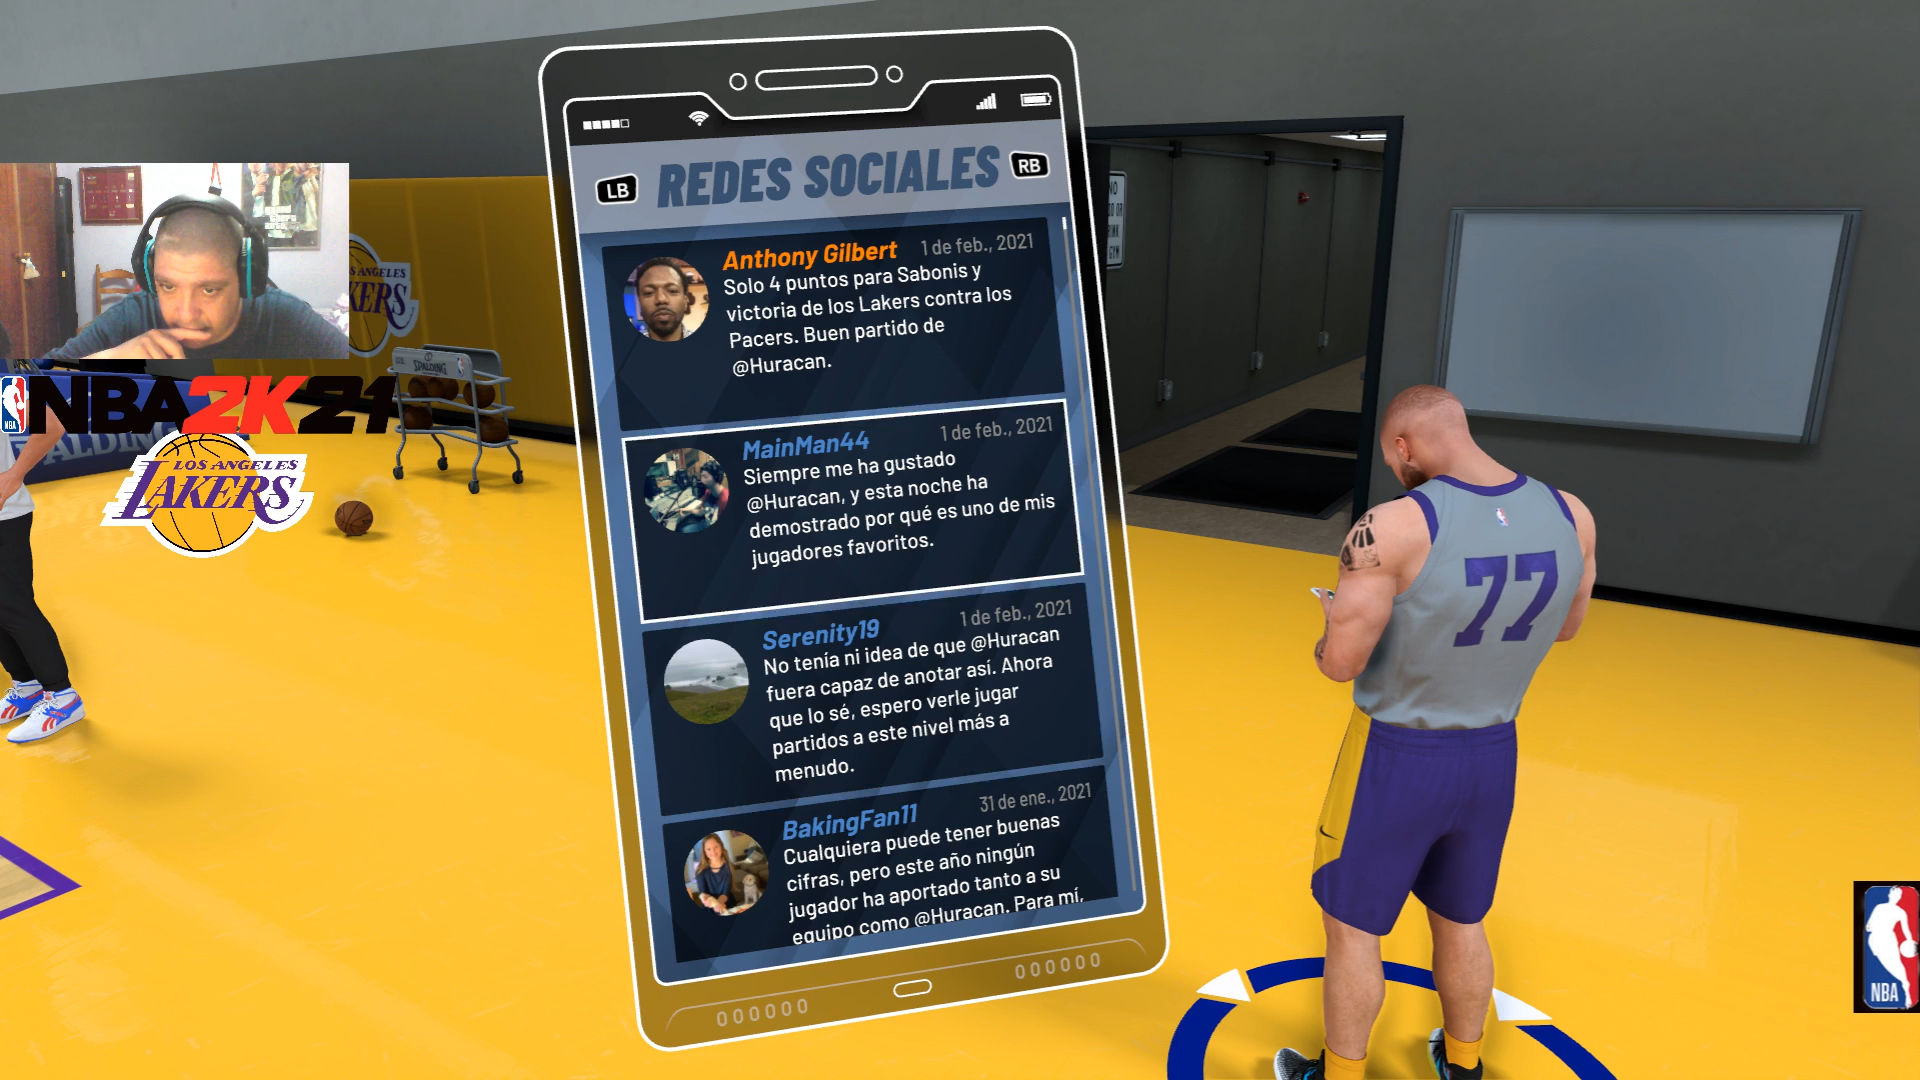 REDES SOCIALES
LB
RB
Anthony Gilbert
1 de feb., 2021
Solo 4 puntos para Sabonis y
victoria de los Lakers contra los
Pacers. Buen partido de
@Huracan.
MainMan44
1 de feb., 2021
Siempre me ha gustado
@Huracan, y esta noche ha
demostrado por qué es uno de mis
jugadores favoritos.
Serenity19
1 de feb., 2021
No tenía ni idea de que @Huracan
fuera capaz de anotar así. Ahora
que lo sé, espero verle jugar
partidos a este nivel más a
menudo.
BakingFan11
31 de ene., 2021
Cualquiera puede tener buenas
cifras, pero este año ningún
jugador ha aportado tanto a su
equipo como @Huracan. Para mí,
000000
000000
NBA
NBA2K21
LOS ANGELES
LAKERS
SPALDING
77
NBA